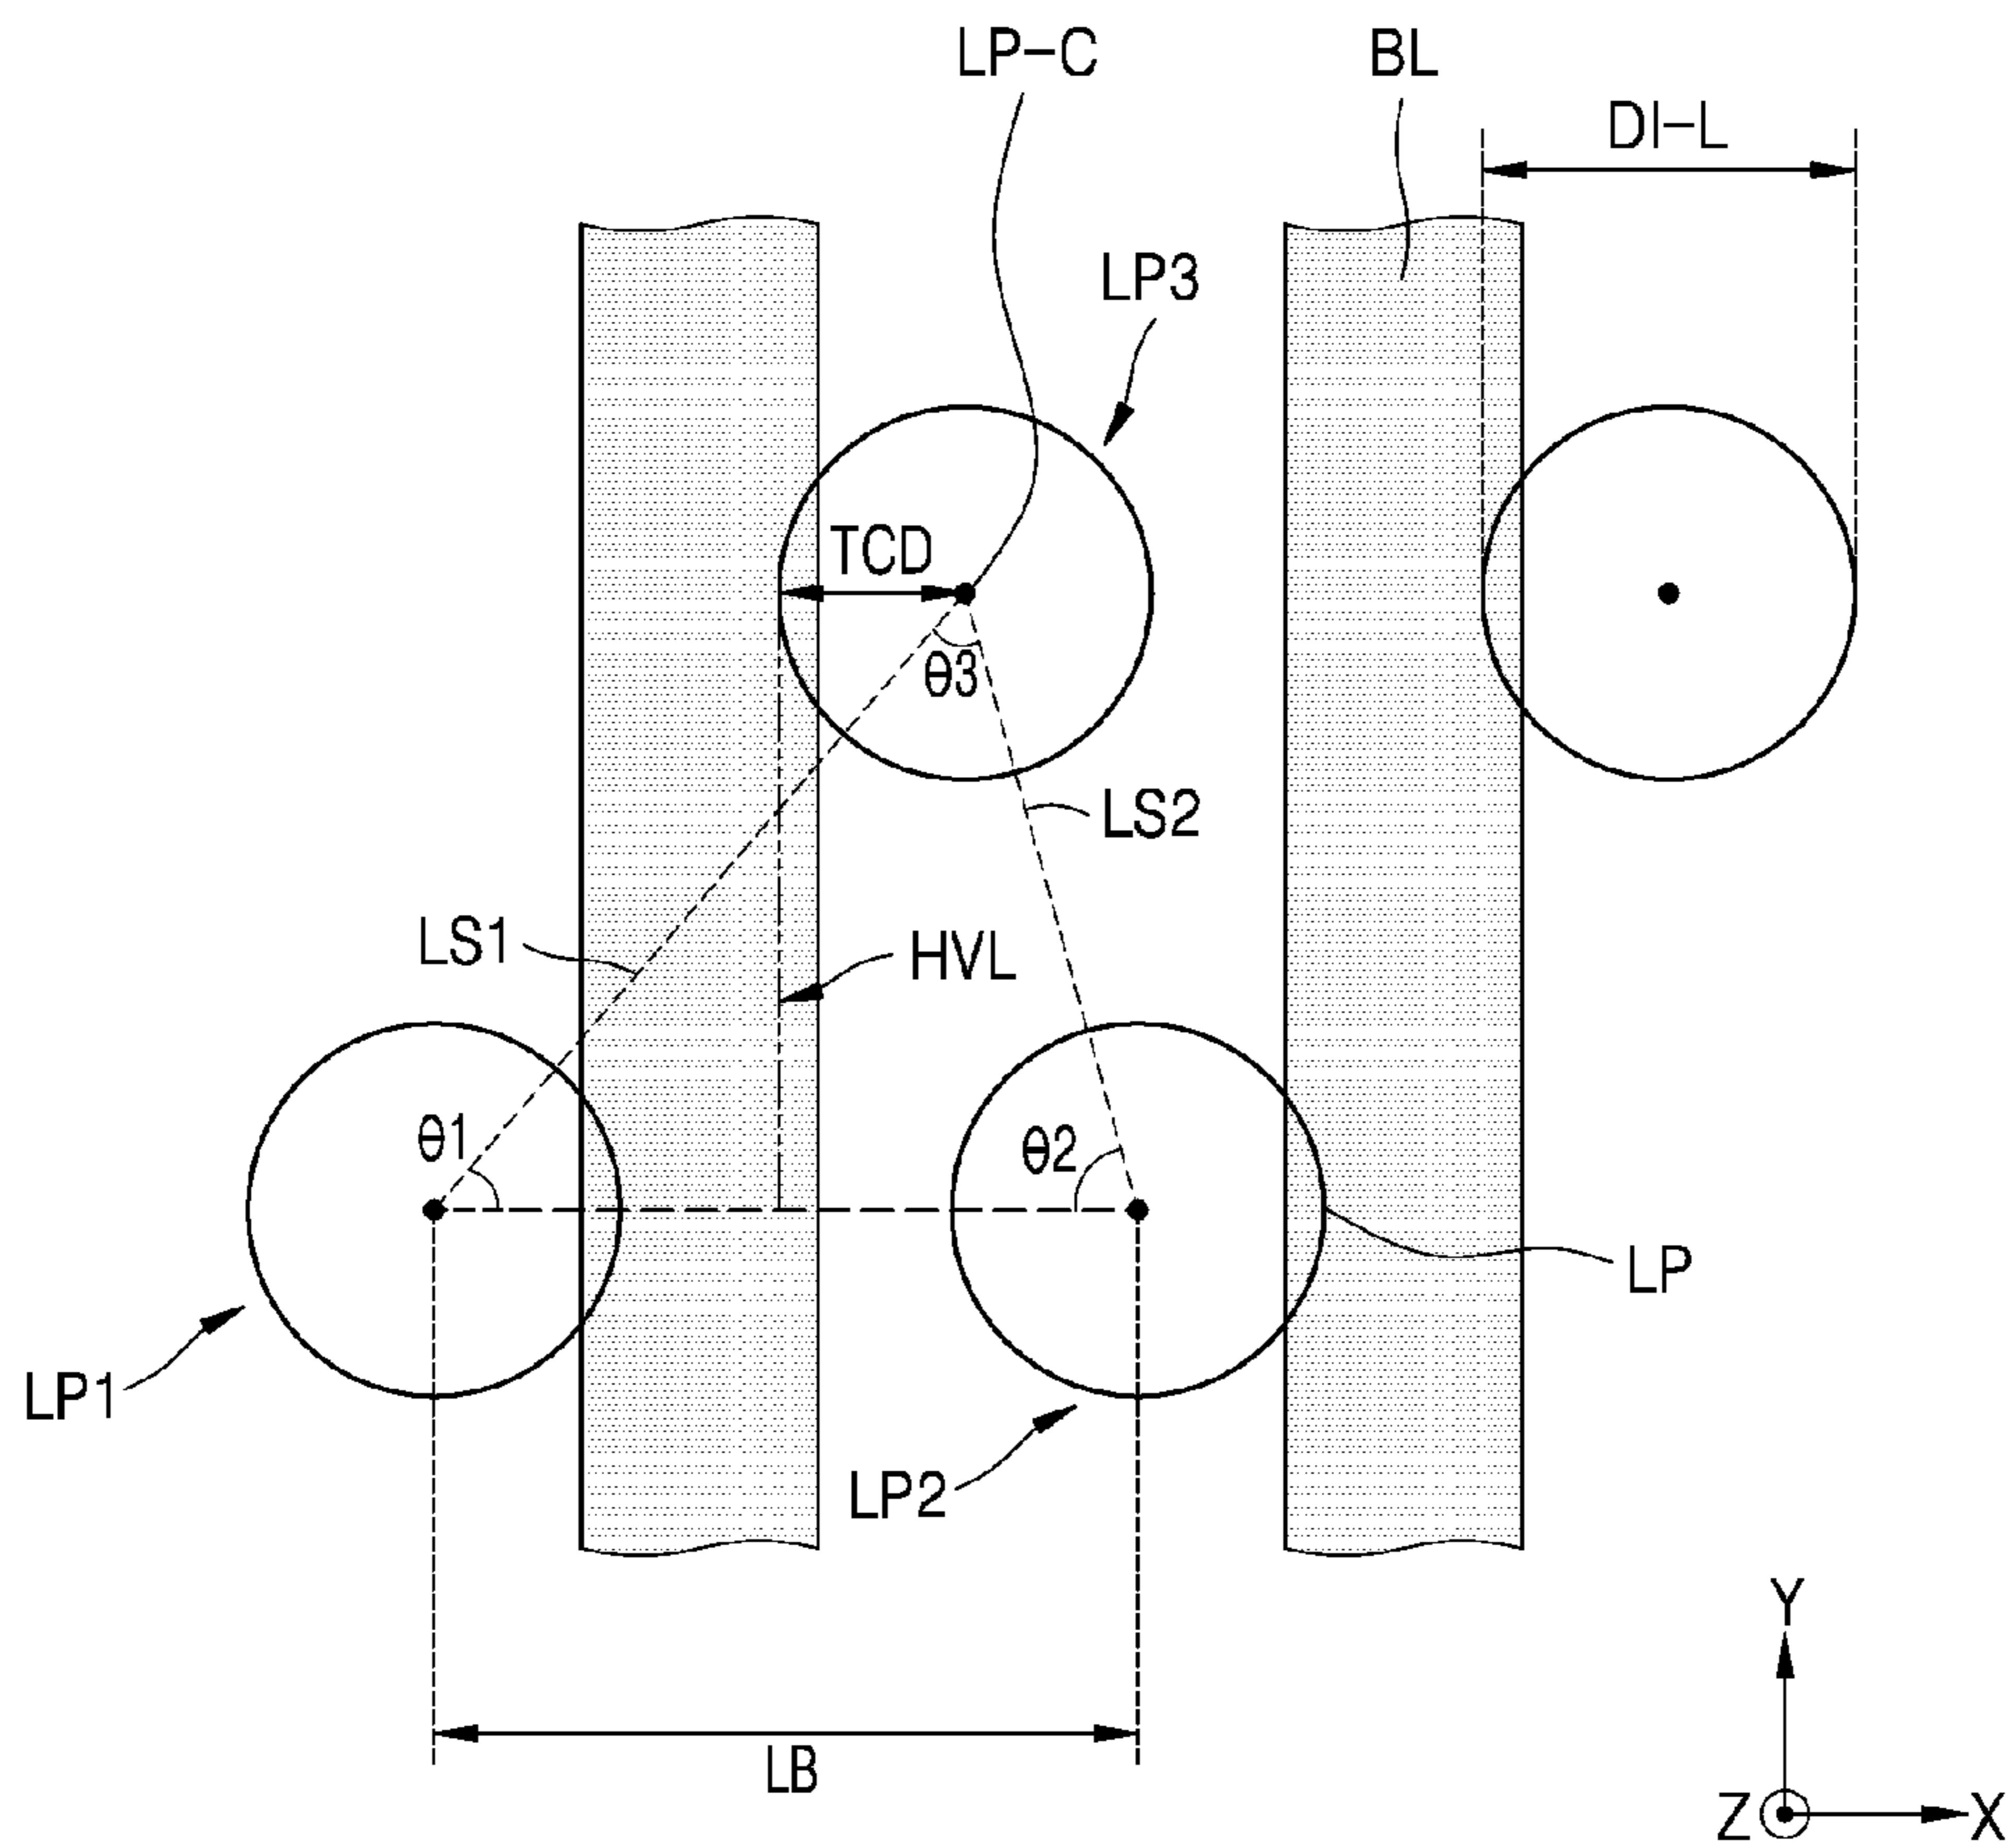 LP-C
BL
DI-L
LP3
TCD
θ3
LS2
LS1
HVL
θ1
θ2
LP
LP1
LP2
LB
Y
Z
X